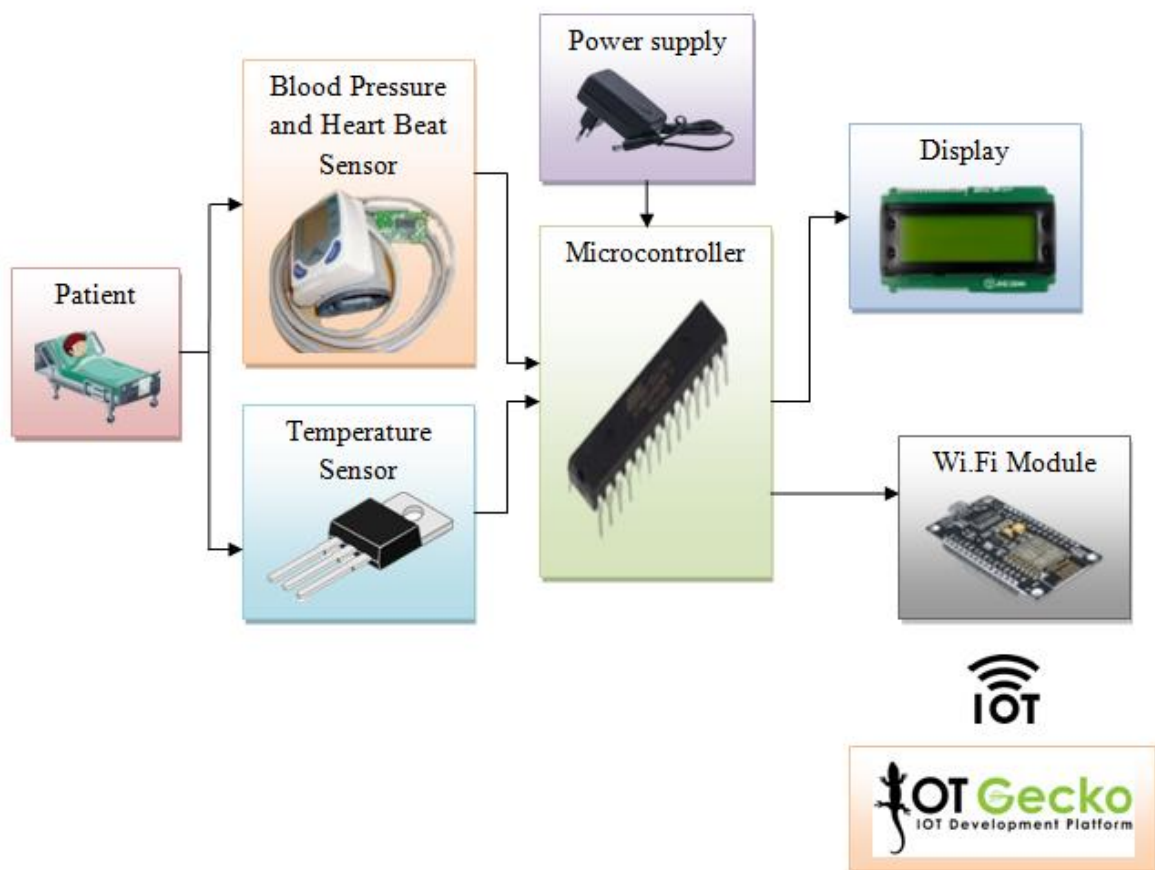 Power supply
Blood Pressure
and Heart Beat
Sensor
Display
Microcontroller
Patient
Temperature
Sensor
Wi.Fi Module
IOT
IOT Gecko
IOT Development Platform